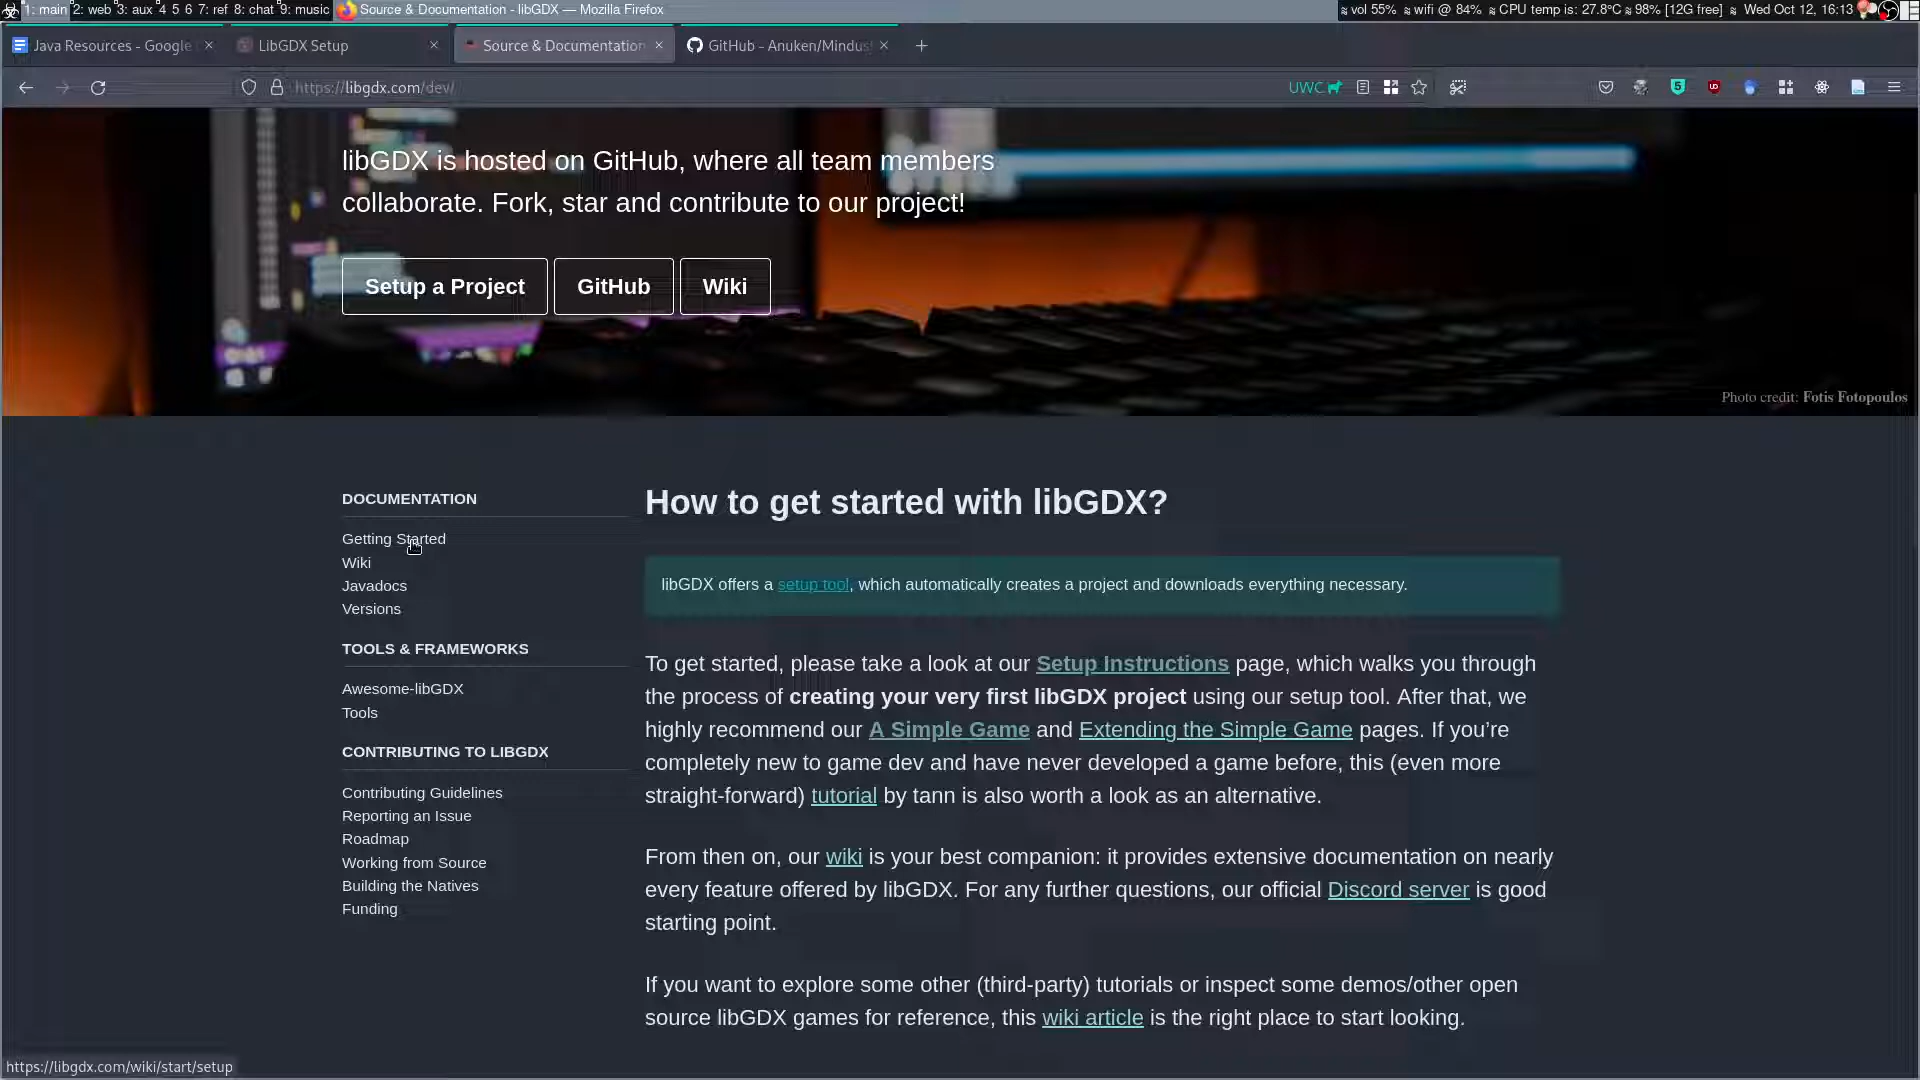 1: main 2: web 3: aux 4 5 6 7: ref 8: chat 9: music Source & Documentation - libGDX — Mozilla Firefox vol 55% wifi @ 84% CPU temp is: 27.8°C 98% [12G free] Wed Oct 12, 16:13
Java Resources - Google LibGDX Setup Source & Documentation GitHub - Anuken/Mindus
https://libgdx.com/dev/ UWC
libGDX is hosted on GitHub, where all team members
collaborate. Fork, star and contribute to our project!
Setup a Project GitHub Wiki
Photo credit: Fotis Fotopoulos
DOCUMENTATION
Getting Started
Wiki
Javadocs
Versions
TOOLS & FRAMEWORKS
Awesome-libGDX
Tools
CONTRIBUTING TO LIBGDX
Contributing Guidelines
Reporting an Issue
Roadmap
Working from Source
Building the Natives
Funding
How to get started with libGDX?
libGDX offers a setup tool, which automatically creates a project and downloads everything necessary.
To get started, please take a look at our Setup Instructions page, which walks you through
the process of creating your very first libGDX project using our setup tool. After that, we
highly recommend our A Simple Game and Extending the Simple Game pages. If you’re
completely new to game dev and have never developed a game before, this (even more
straight-forward) tutorial by tann is also worth a look as an alternative.
From then on, our wiki is your best companion: it provides extensive documentation on nearly
every feature offered by libGDX. For any further questions, our official Discord server is good
starting point.
If you want to explore some other (third-party) tutorials or inspect some demos/other open
source libGDX games for reference, this wiki article is the right place to start looking.
https://libgdx.com/wiki/start/setup